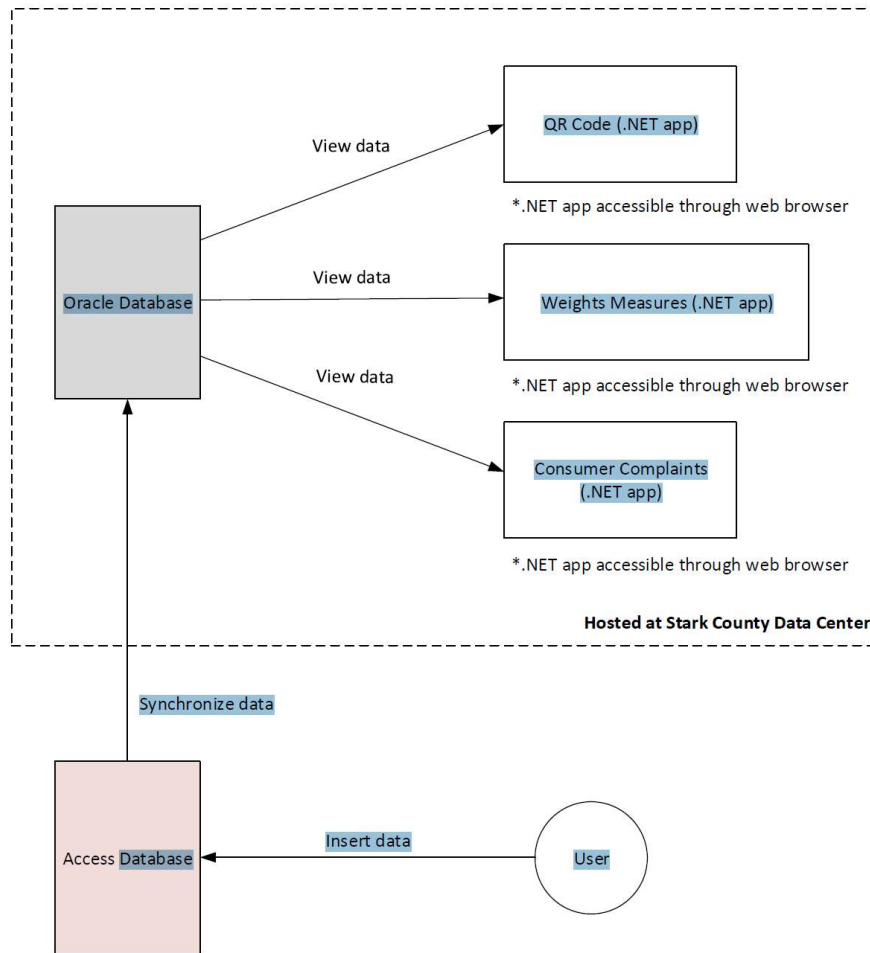 QR Code (.NET app)
View data
*.NET app accessible through web browser
View data
Oracle Database
Weights Measures (.NET app)
View data
*.NET app accessible through web browser
Consumer Complaints
(.NET app)
*.NET app accessible through web browser
Hosted at Stark County Data Center
Synchronize data
Insert data
Access Database
User